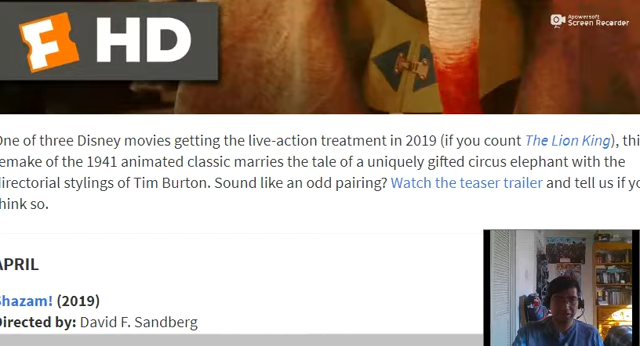 F HD
Apowersoft
Screen Recorder
One of three Disney movies getting the live-action treatment in 2019 (if you count The Lion King), thi
emake of the 1941 animated classic marries the tale of a uniquely gifted circus elephant with the
directorial stylings of Tim Burton. Sound like an odd pairing? Watch the teaser trailer and tell us if yo
hink so.
APRIL
Shazam! (2019)
Directed by: David F. Sandberg